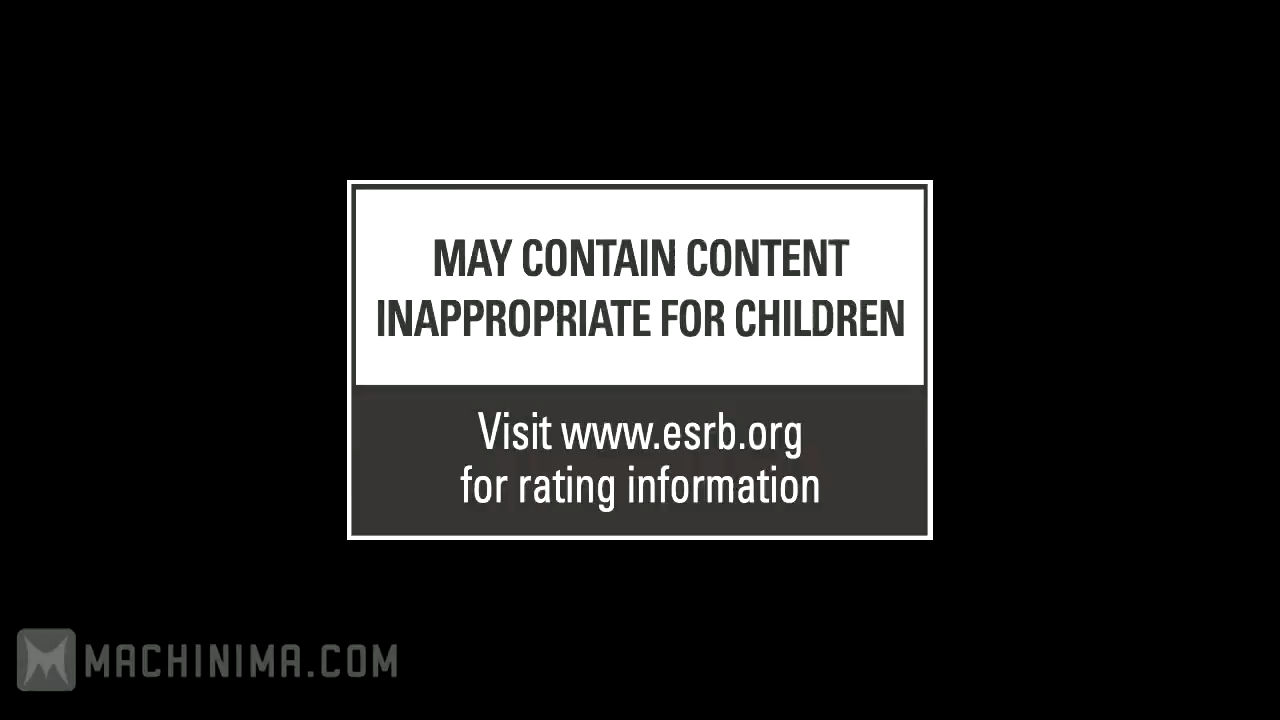 MAY CONTAIN CONTENT
INAPPROPRIATE FOR CHILDREN
Visit www.esrb.org
for rating information
MACHINIMA.COM